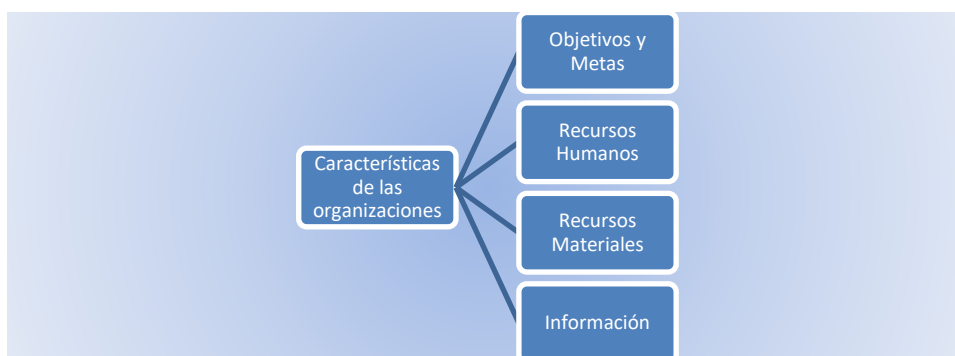 Características
de las
organizaciones
Objetivos y
Metas
Recursos
Humanos
Recursos
Materiales
Información